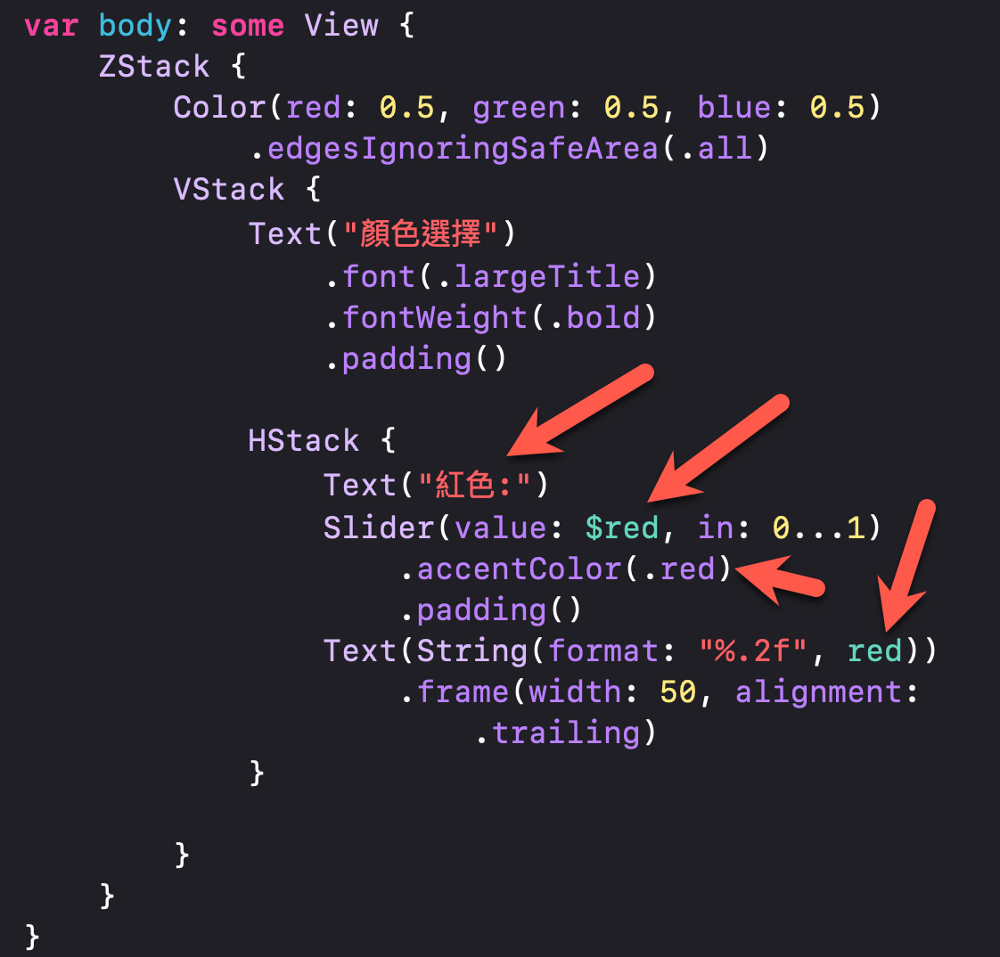 var body: some View {
    ZStack {
        Color(red: 0.5, green: 0.5, blue: 0.5)
            .edgesIgnoringSafeArea(.all)
        VStack {
            Text("顏色選擇")
                .font(.largeTitle)
                .fontWeight(.bold)
                .padding()

            HStack {
                Text("紅色:")
                Slider(value: $red, in: 0...1)
                    .accentColor(.red)
                    .padding()
                Text(String(format: "%.2f", red))
                    .frame(width: 50, alignment:
                        .trailing)
            }

        }
    }
}